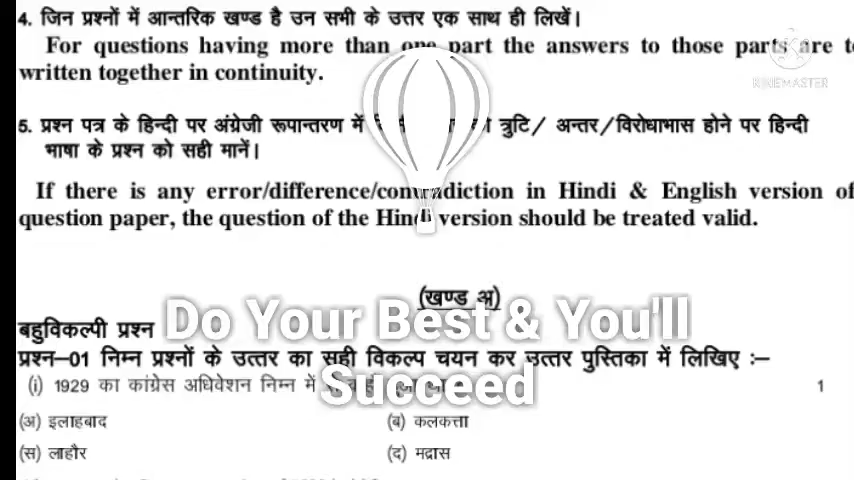 4. जिन प्रश्नों में आन्तरिक खण्ड है उन सभी के उत्तर एक साथ ही लिखें।
For questions having more than one part the answers to those parts are
written together in continuity.
KINEMASTER
5. प्रश्न पत्र के हिन्दी पर अंग्रेजी रूपान्तरण में त्रुटि/ अन्तर/विरोधाभास होने पर हिन्दी
भाषा के प्रश्न को सही मानें।
If there is any error/difference/contradiction in Hindi & English version of
question paper, the question of the Hindi version should be treated valid.
(खण्ड अ)
बहुविकल्पी प्रश्न
Do Your Best & You'll
Succeed
प्रश्न–01 निम्न प्रश्नों के उत्तर का सही विकल्प चयन कर उत्तर पुस्तिका में लिखिए :–
(i) 1929 का कांग्रेस अधिवेशन निम्न में 1
(अ) इलाहबाद (ब) कलकत्ता
(स) लाहौर (द) मद्रास